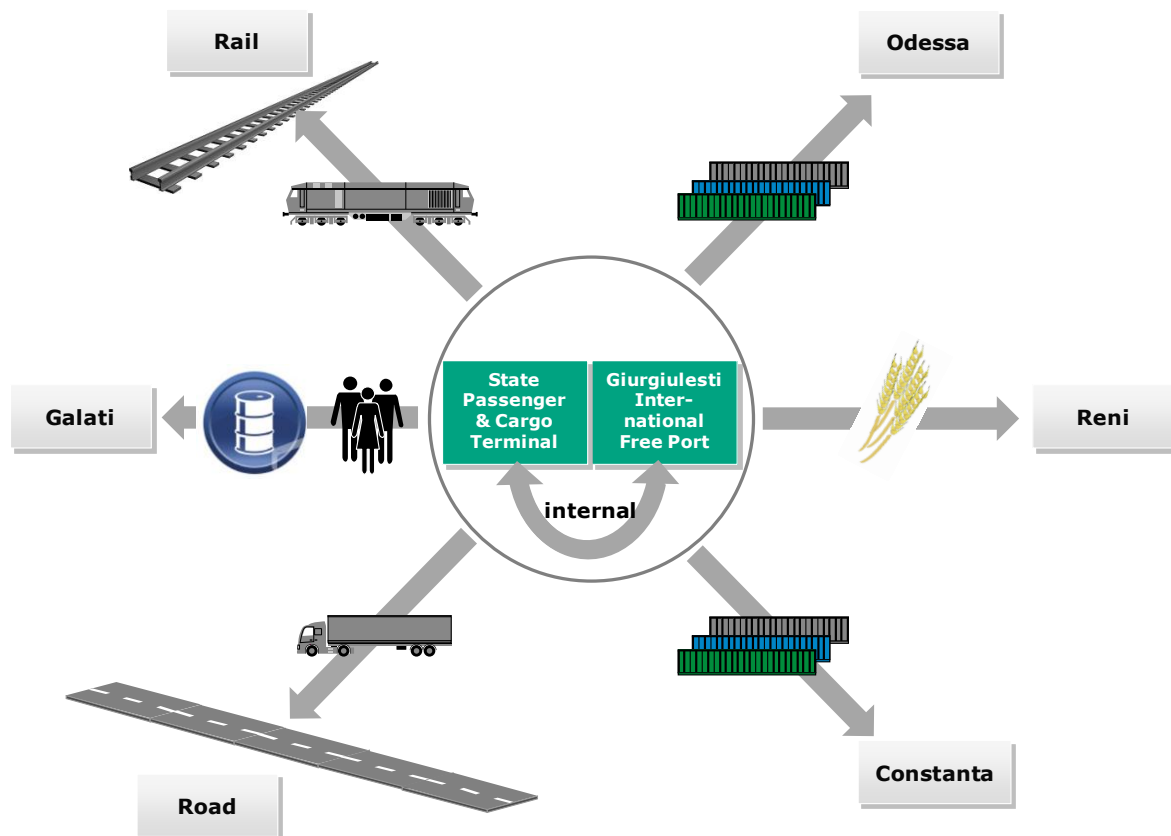 Rail
Odessa
State
Passenger
& Cargo
Terminal
Giurgiulesti
Inter-
national
Free Port
Galati
Reni
internal
Constanta
Road